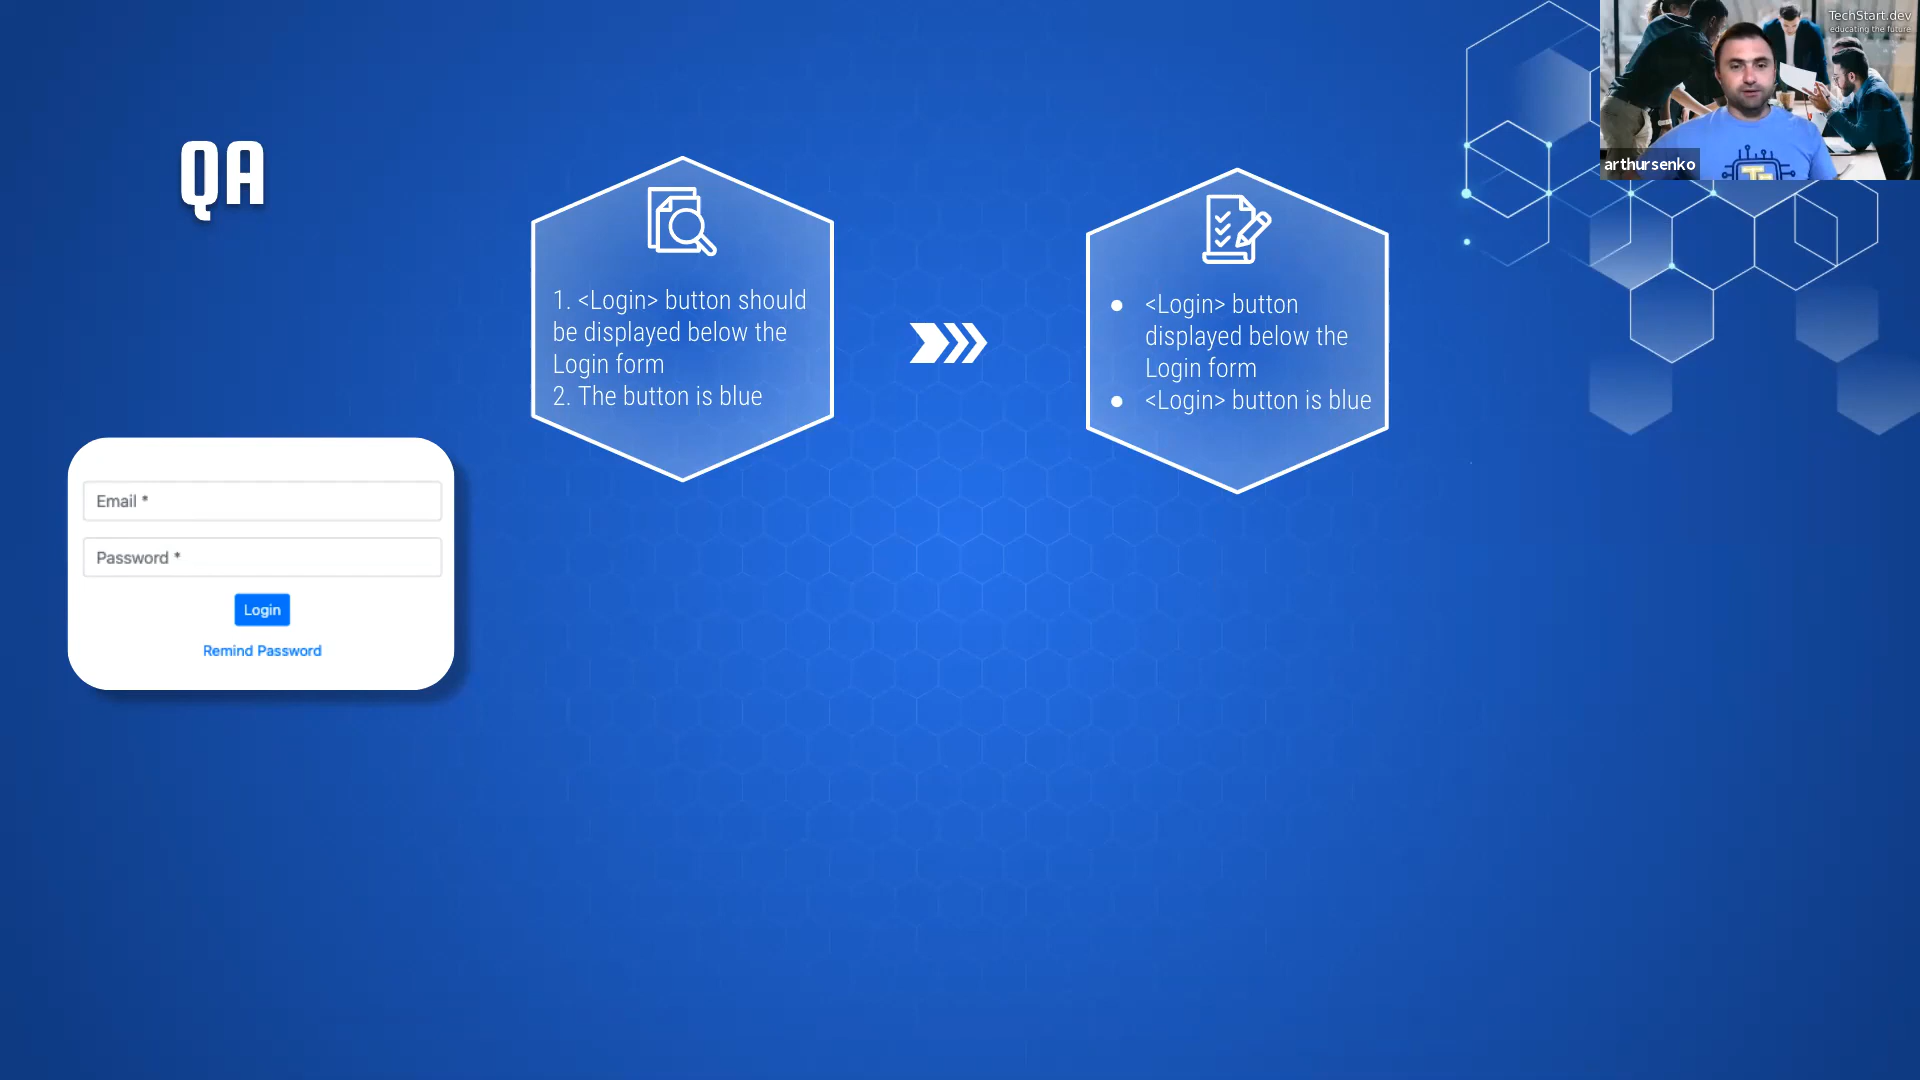 TechStart.dev
educating the future
arthursenko
QA
1. <Login> button should
be displayed below the
Login form
2. The button is blue
● <Login> button
displayed below the
Login form
● <Login> button is blue
Email *
Password *
Login
Remind Password